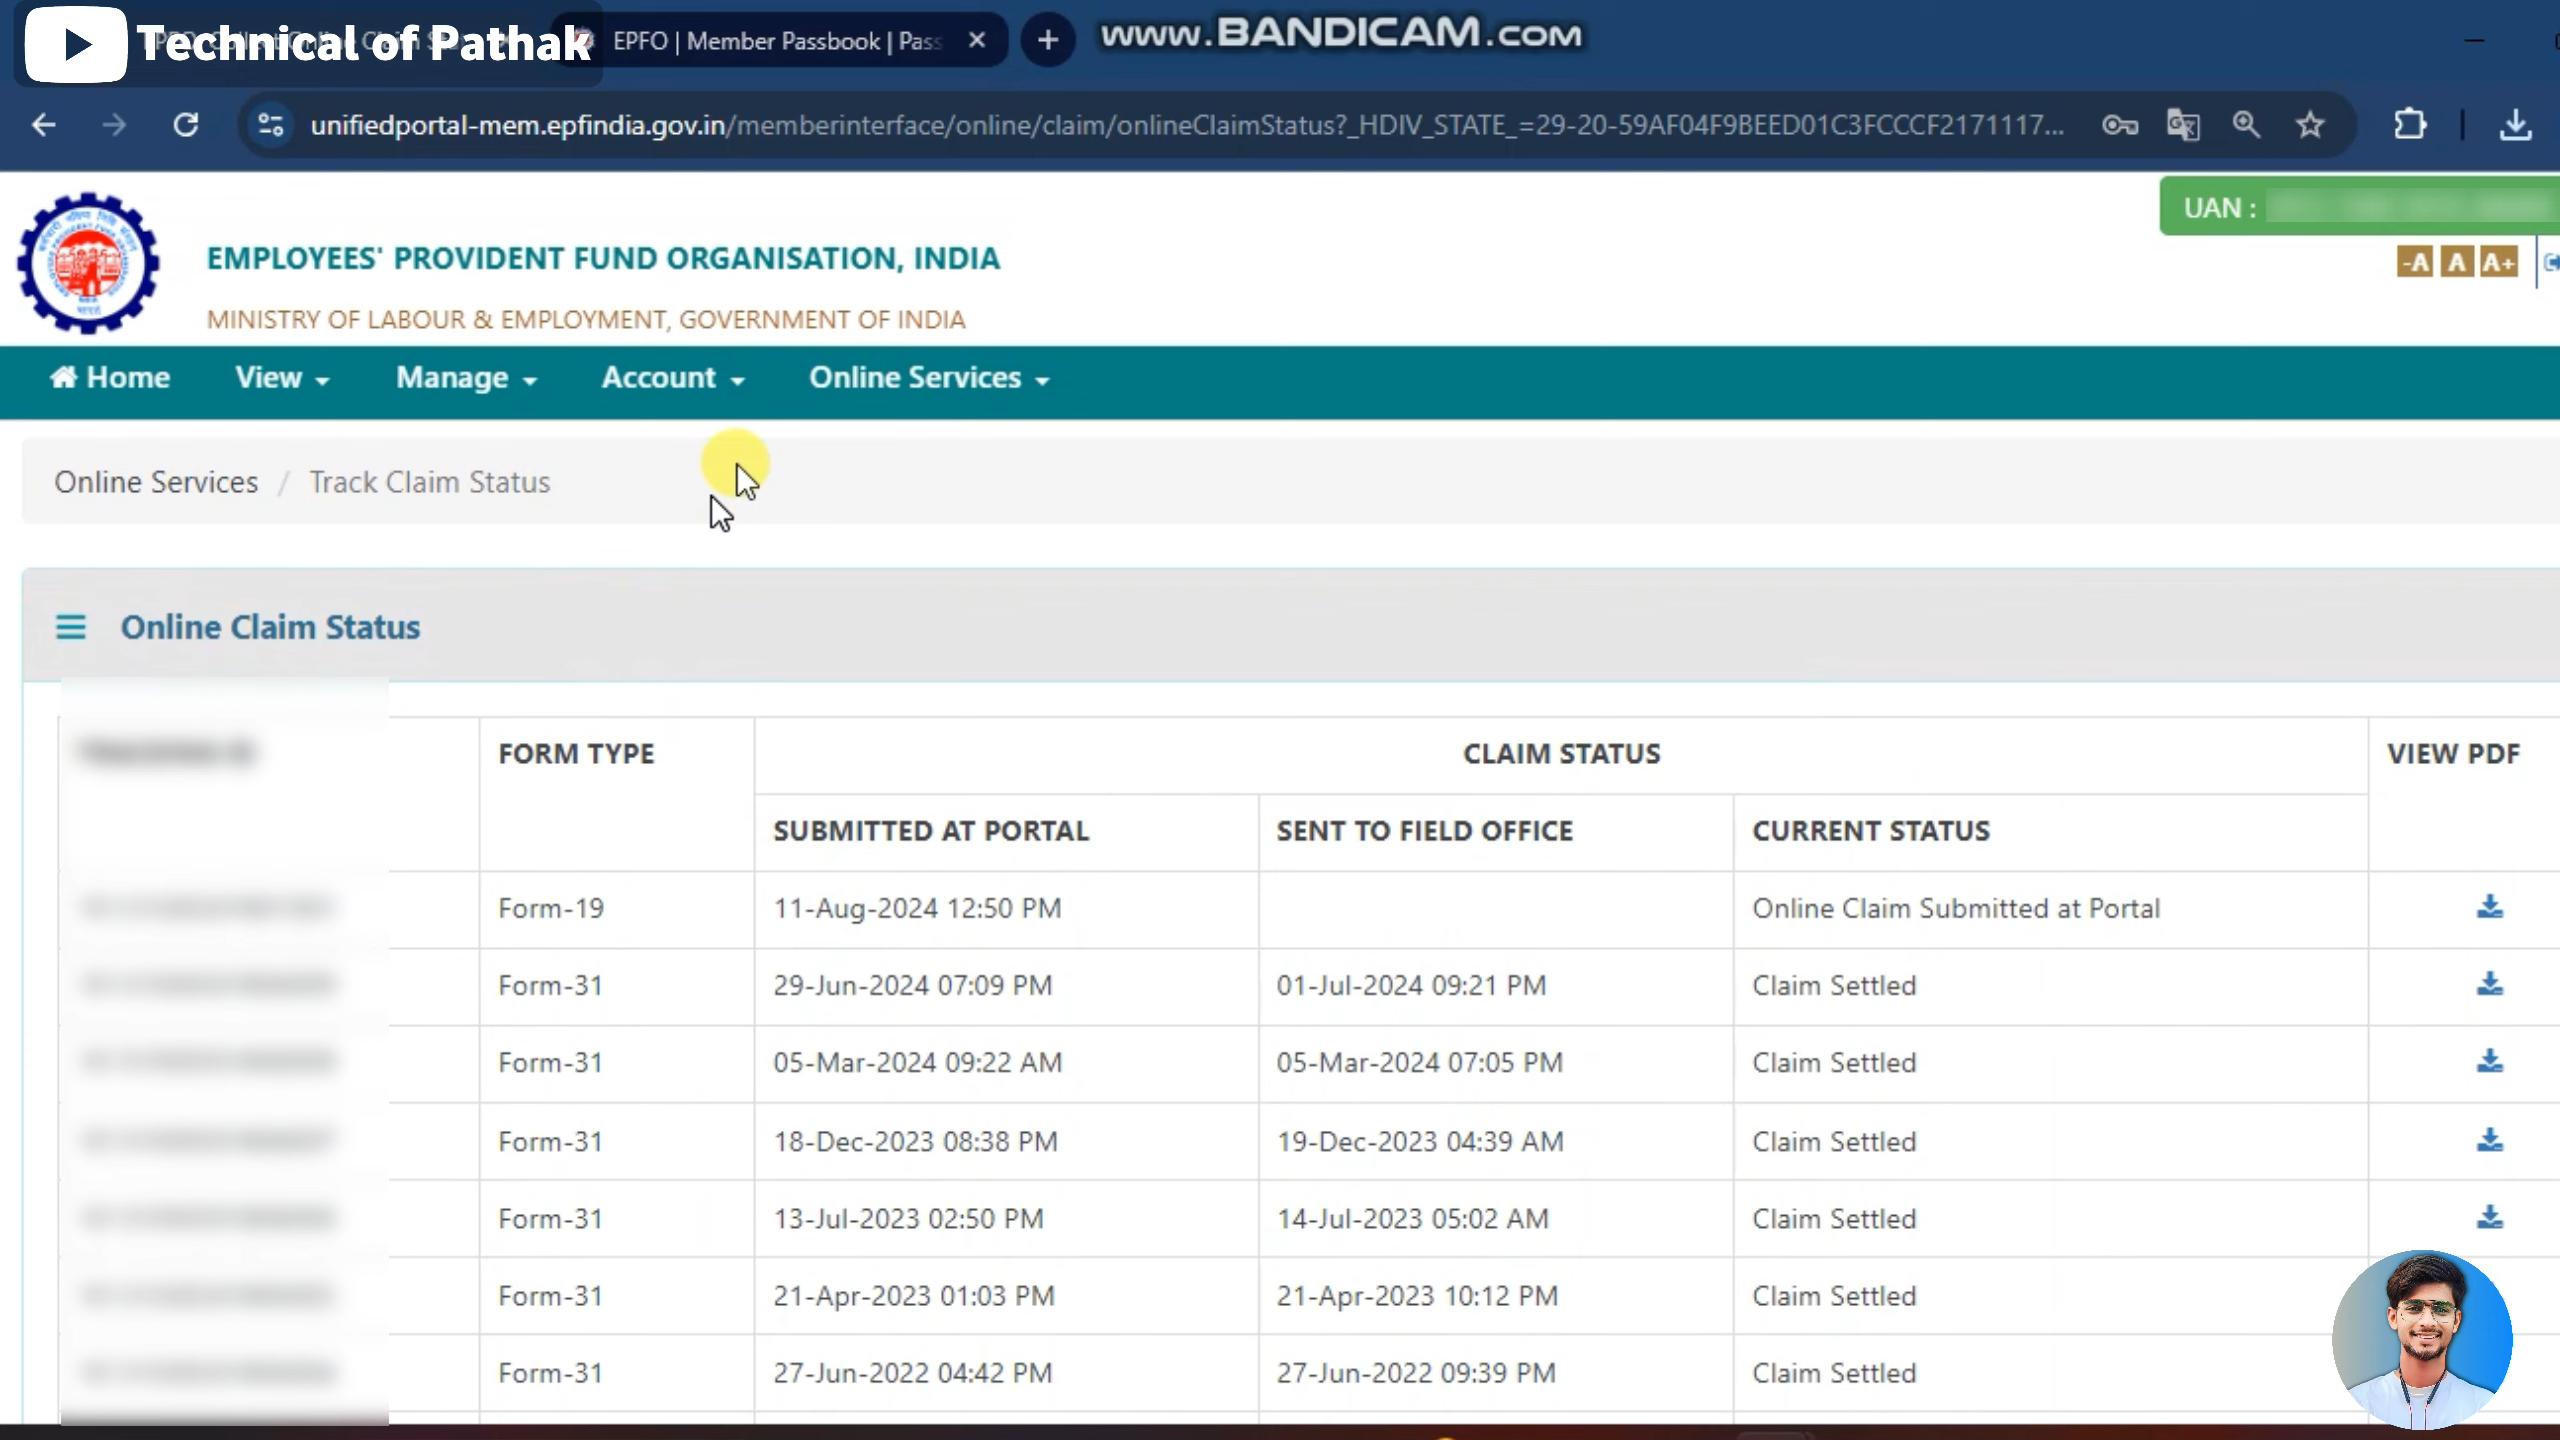 Technical of Pathak
EPFO | Member Passbook | Pass
www.BANDICAM.com
unifiedportal-mem.epfindia.gov.in/memberinterface/online/claim/onlineClaimStatus?_HDIV_STATE_=29-20-59AF04F9BEED01C3FCCCF2171117...
UAN :
EMPLOYEES' PROVIDENT FUND ORGANISATION, INDIA
-A A A+
MINISTRY OF LABOUR & EMPLOYMENT, GOVERNMENT OF INDIA
Home View Manage Account Online Services
Online Services / Track Claim Status
Online Claim Status
FORM TYPE CLAIM STATUS VIEW PDF
SUBMITTED AT PORTAL SENT TO FIELD OFFICE CURRENT STATUS
Form-19 11-Aug-2024 12:50 PM Online Claim Submitted at Portal
Form-31 29-Jun-2024 07:09 PM 01-Jul-2024 09:21 PM Claim Settled
Form-31 05-Mar-2024 09:22 AM 05-Mar-2024 07:05 PM Claim Settled
Form-31 18-Dec-2023 08:38 PM 19-Dec-2023 04:39 AM Claim Settled
Form-31 13-Jul-2023 02:50 PM 14-Jul-2023 05:02 AM Claim Settled
Form-31 21-Apr-2023 01:03 PM 21-Apr-2023 10:12 PM Claim Settled
Form-31 27-Jun-2022 04:42 PM 27-Jun-2022 09:39 PM Claim Settled